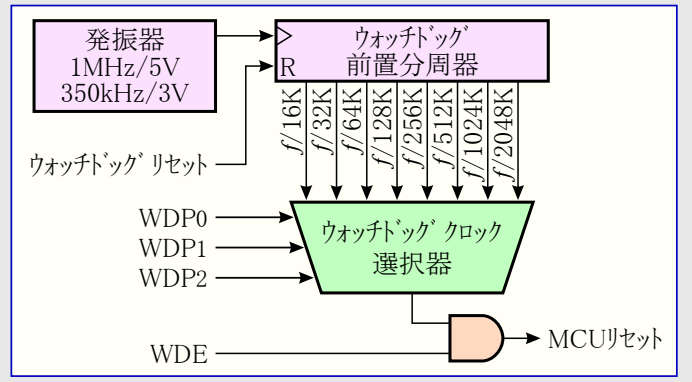 発振器
1MHz/5V
350kHz/3V
ウォッチドッグ
前置分周器
R
f/16K
f/32K
f/64K
f/128K
f/256K
f/512K
f/1024K
f/2048K
ウォッチドッグ リセット
WDP0
WDP1
WDP2
ウォッチドッグ クロック
選択器
WDE
MCUリセット